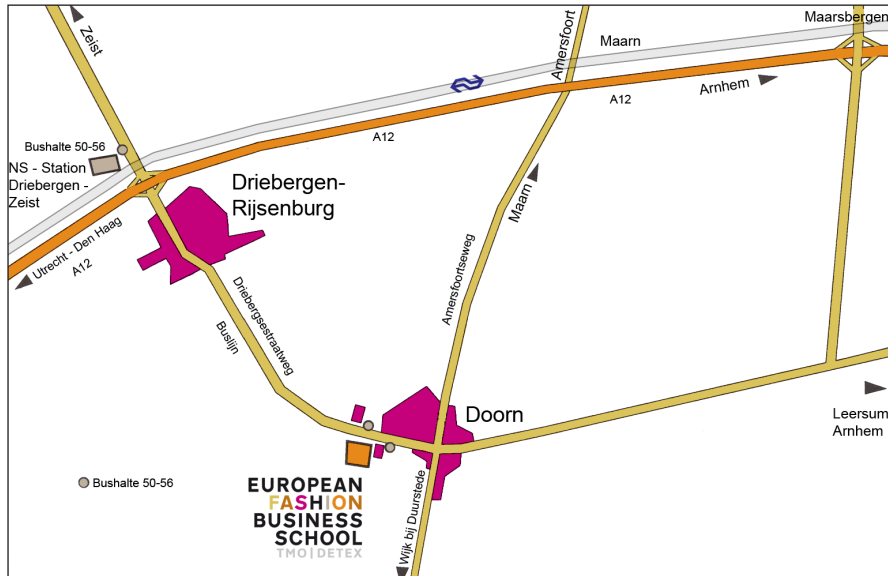 Zeist
Amersfoort
Maarn
Maarsbergen
Arnhem
A12
A12
Bushalte 50-56
NS - Station
Driebergen -
Zeist
Driebergen-
Rijsenburg
Maarn
Utrecht - Den Haag
A12
Driebergsestraatweg
Buslijn
Amersfoortseweg
Doorn
Leersum
Arnhem
Bushalte 50-56
Wijk bij Duurstede
EUROPEAN
FASHION
BUSINESS
SCHOOL
TMO|DETEX